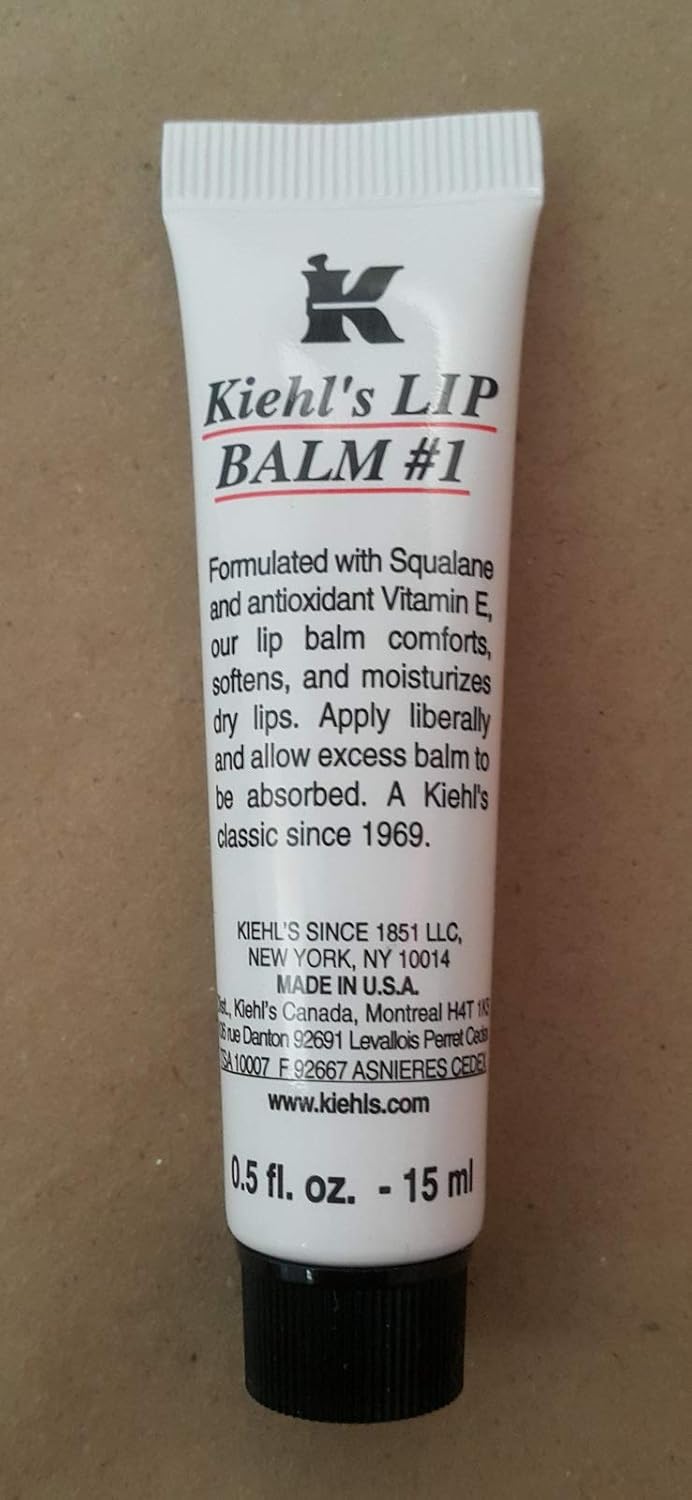 K
Kiehl's LIP
BALM #1
Formulated with Squalane
and antioxidant Vitamin E,
our lip balm comforts,
softens, and moisturizes
dry lips. Apply liberally
and allow excess balm to
be absorbed. A Kiehl's
classic since 1969.
KIEHL'S SINCE 1851 LLC,
NEW YORK, NY 10014
MADE IN U.S.A.
Kiehl's Canada, Montreal H4T
rue Danton 92691 Levallois Perret
10007 F 92667 ASNIERES CEDEX
www.kiehls.com
0.5 fl. oz. - 15 ml